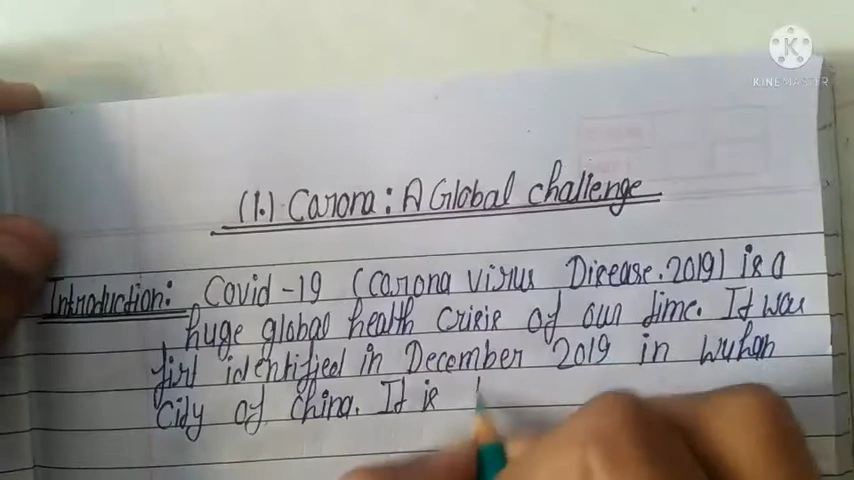 KINEMASTER
(1.) Carona: A Global challenge
Introduction: Covid-19 (Carona virus Disease.2019) is a
huge global health crisis of our time. It was
first identified in December 2019 in Wuhan
City of China. It is